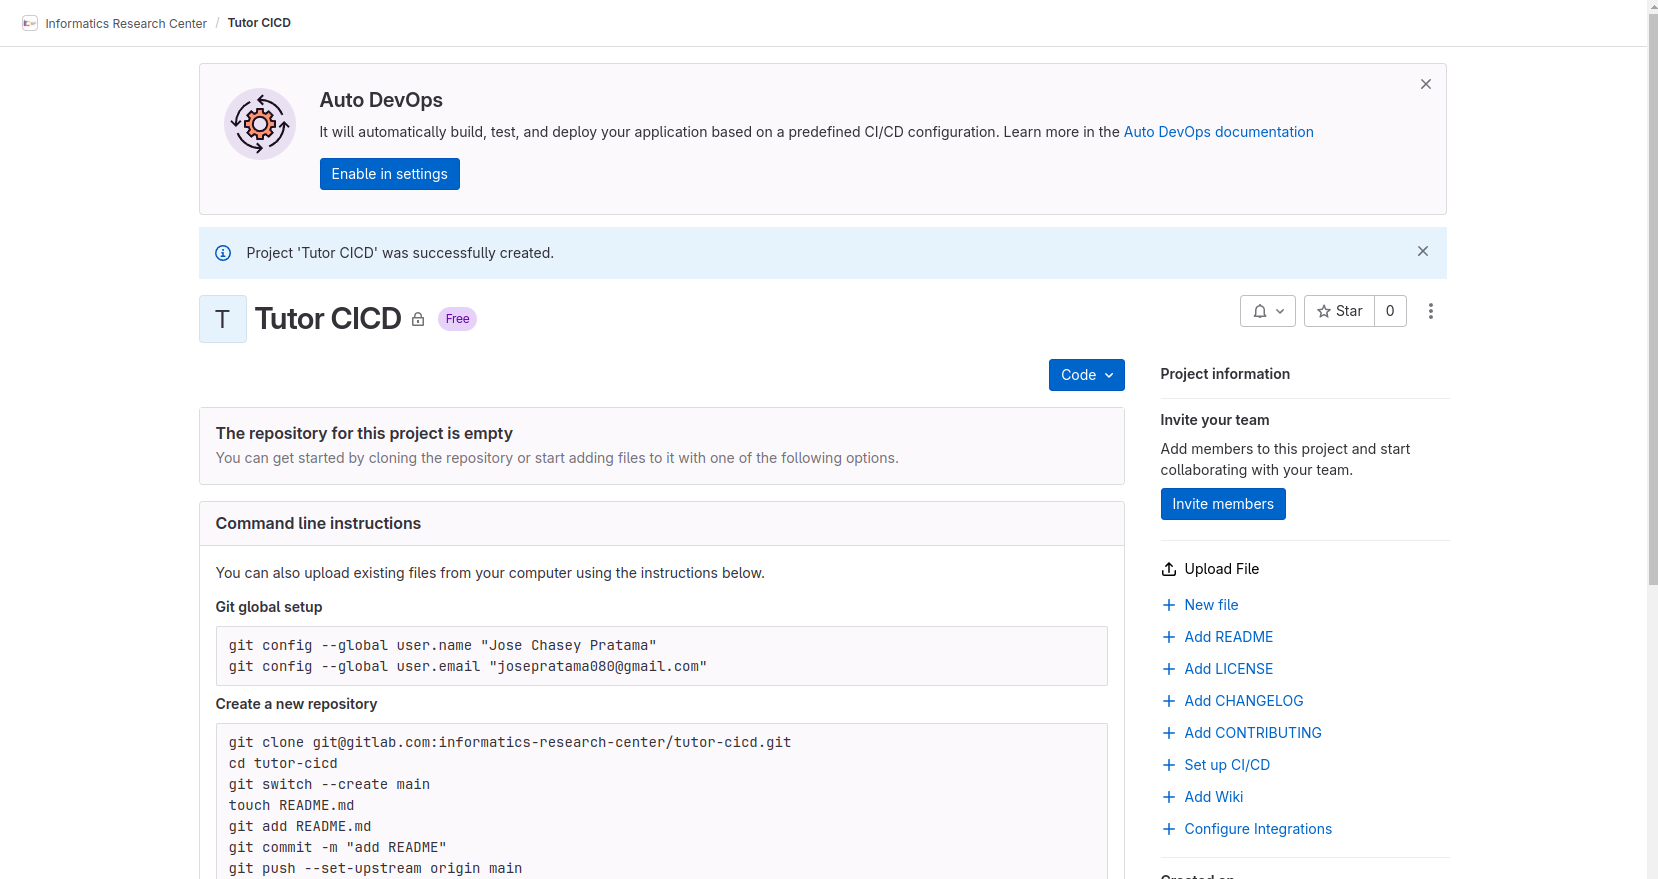 Informatics Research Center / Tutor CICD
Auto DevOps
It will automatically build, test, and deploy your application based on a predefined CI/CD configuration. Learn more in the Auto DevOps documentation
Enable in settings
Project 'Tutor CICD' was successfully created.
T
Tutor CICD
Free
Star
0
Code
The repository for this project is empty
You can get started by cloning the repository or start adding files to it with one of the following options.
Command line instructions
You can also upload existing files from your computer using the instructions below.
Git global setup
git config --global user.name "Jose Chasey Pratama"
git config --global user.email "josepratama080@gmail.com"
Create a new repository
git clone git@gitlab.com:informatics-research-center/tutor-cicd.git
cd tutor-cicd
git switch --create main
touch README.md
git add README.md
git commit -m "add README"
git push --set-upstream origin main
Project information
Invite your team
Add members to this project and start
collaborating with your team.
Invite members
Upload File
New file
Add README
Add LICENSE
Add CHANGELOG
Add CONTRIBUTING
Set up CI/CD
Add Wiki
Configure Integrations